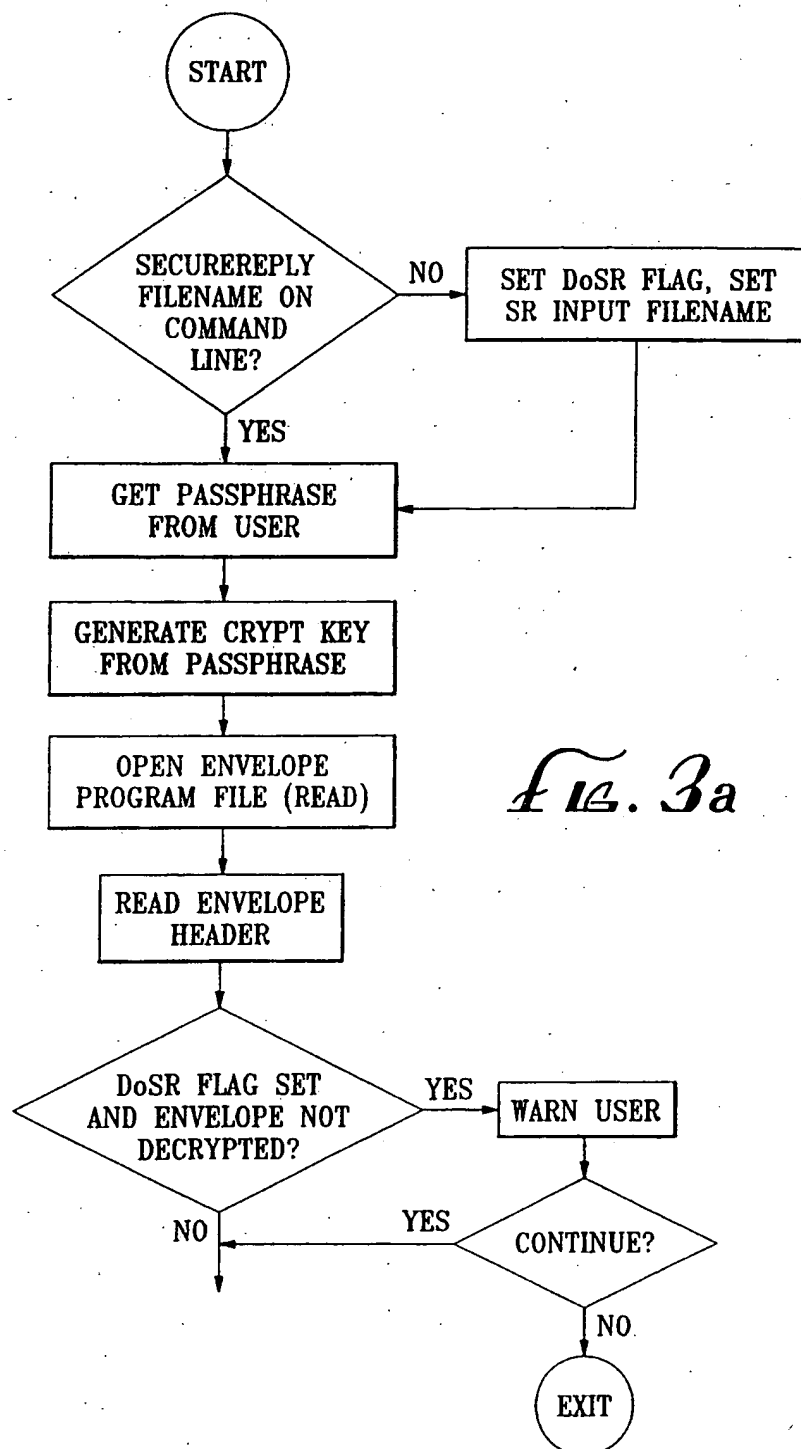 START
SECUREREPLY
FILENAME ON
COMMAND
LINE?
NO
SET DoSR FLAG, SET
SR INPUT FILENAME
YES
GET PASSPHRASE
FROM USER
GENERATE CRYPT KEY
FROM PASSPHRASE
OPEN ENVELOPE
PROGRAM FILE (READ)
FIG. 3a
READ ENVELOPE
HEADER
DoSR FLAG SET
AND ENVELOPE NOT
DECRYPTED?
YES
WARN USER
NO
YES
CONTINUE?
NO
EXIT